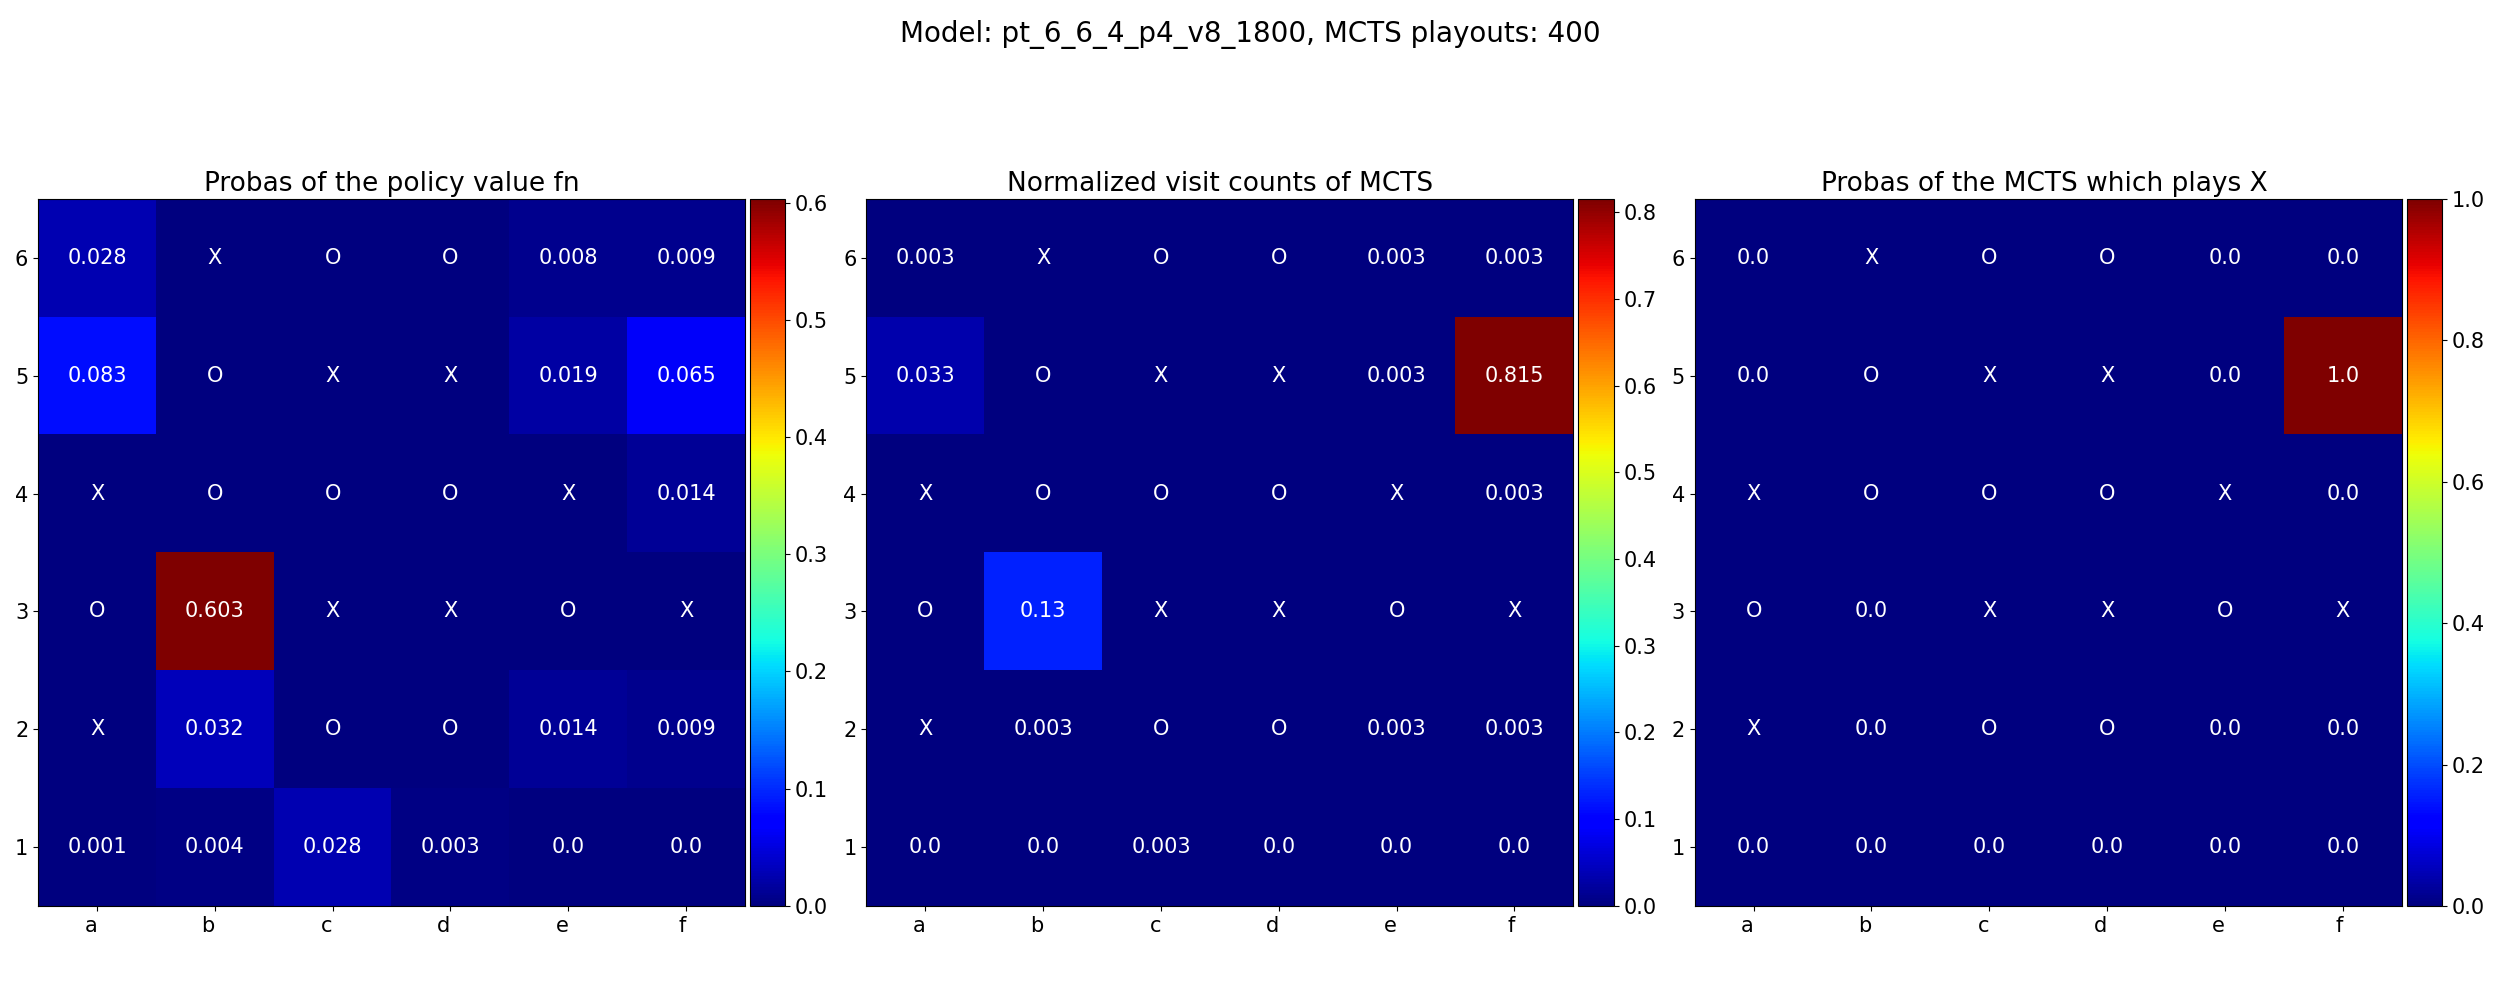 Model: pt_6_6_4_p4_v8_1800, MCTS playouts: 400
Probas of the policy value fn
6 0.028 X O O 0.008 0.009
5 0.083 O X X 0.019 0.065
4 X O O O X 0.014
3 O 0.603 X X O X
2 X 0.032 O O 0.014 0.009
1 0.001 0.004 0.028 0.003 0.0 0.0
a b c d e f
0.6
0.5
0.4
0.3
0.2
0.1
0.0
Normalized visit counts of MCTS
6 0.003 X O O 0.003 0.003
5 0.033 O X X 0.003 0.815
4 X O O O X 0.003
3 O 0.13 X X O X
2 X 0.003 O O 0.003 0.003
1 0.0 0.0 0.003 0.0 0.0 0.0
a b c d e f
0.8
0.7
0.6
0.5
0.4
0.3
0.2
0.1
0.0
Probas of the MCTS which plays X
6 0.0 X O O 0.0 0.0
5 0.0 O X X 0.0 1.0
4 X O O O X 0.0
3 O 0.0 X X O X
2 X 0.0 O O 0.0 0.0
1 0.0 0.0 0.0 0.0 0.0 0.0
a b c d e f
1.0
0.8
0.6
0.4
0.2
0.0